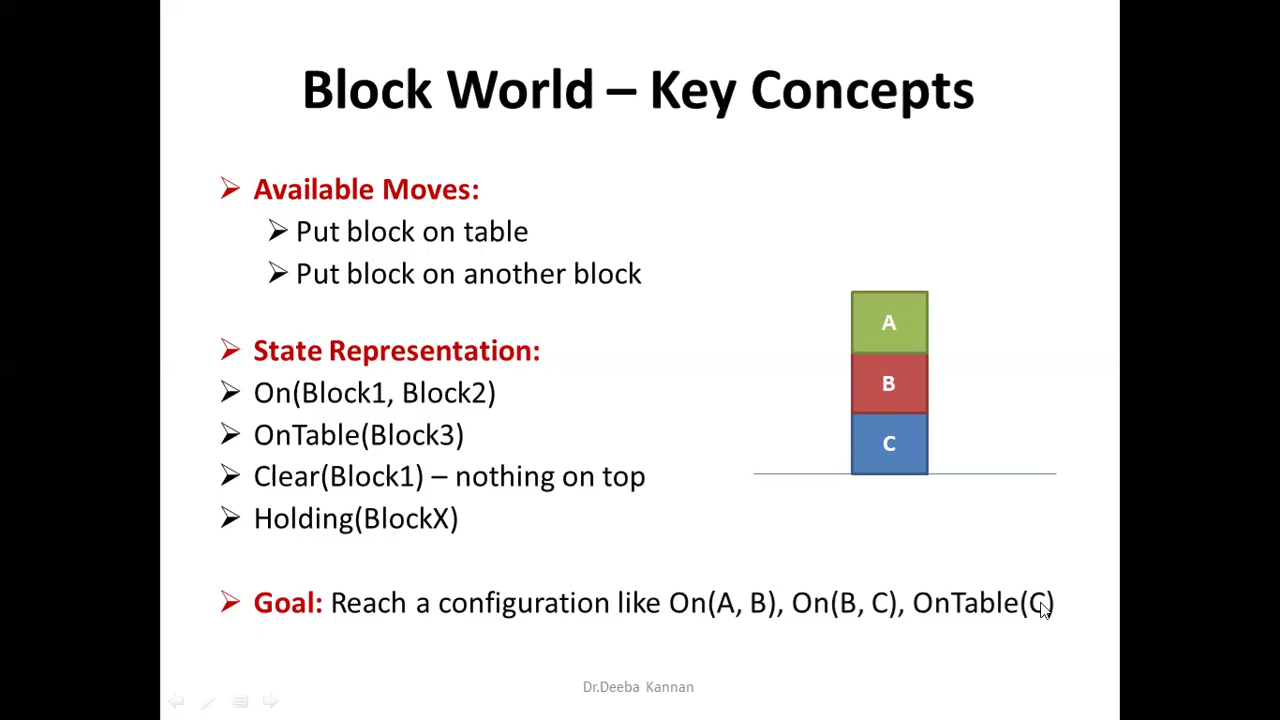 Block World – Key Concepts
Available Moves:
Put block on table
Put block on another block
State Representation:
On(Block1, Block2)
OnTable(Block3)
Clear(Block1) – nothing on top
Holding(BlockX)
A
B
C
Goal: Reach a configuration like On(A, B), On(B, C), OnTable(C)
Dr.Deeba Kannan